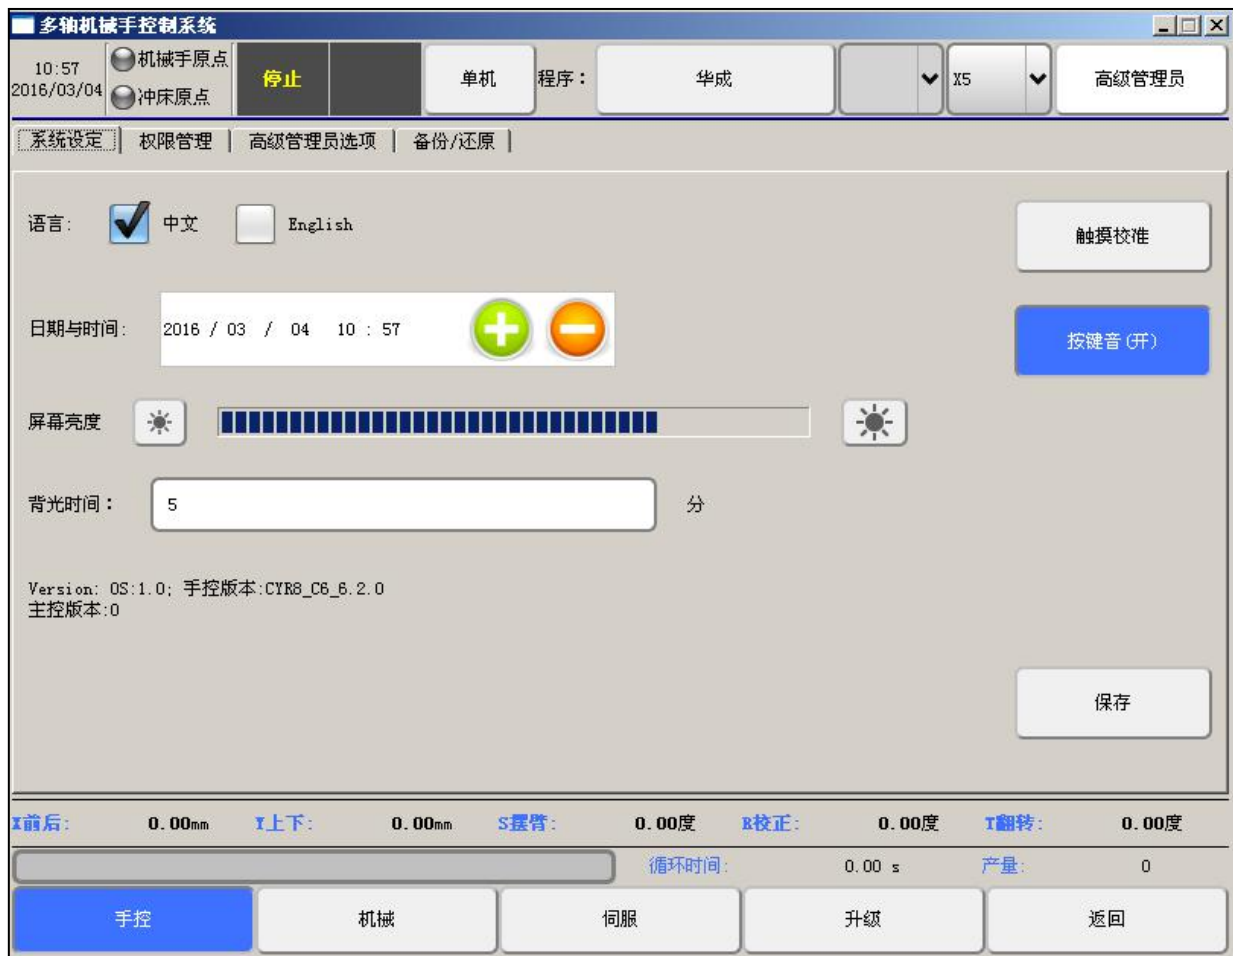 多轴机械手控制系统
10:57
2016/03/04
机械手原点
冲床原点
停止
单机
程序：
华成
X5
高级管理员
系统设定
权限管理
高级管理员选项
备份/还原
语言:
中文
English
触摸校准
日期与时间:
2016 / 03 / 04 10 : 57
按键音(开)
屏幕亮度
背光时间：
5
分
Version: OS:1.0; 手控版本:CYR8_C6_6.2.0
主控版本:0
保存
X前后: 0.00mm Y上下: 0.00mm S摆臂: 0.00度 R校正: 0.00度 T翻转: 0.00度
循环时间: 0.00 s 产量: 0
手控
机械
伺服
升级
返回